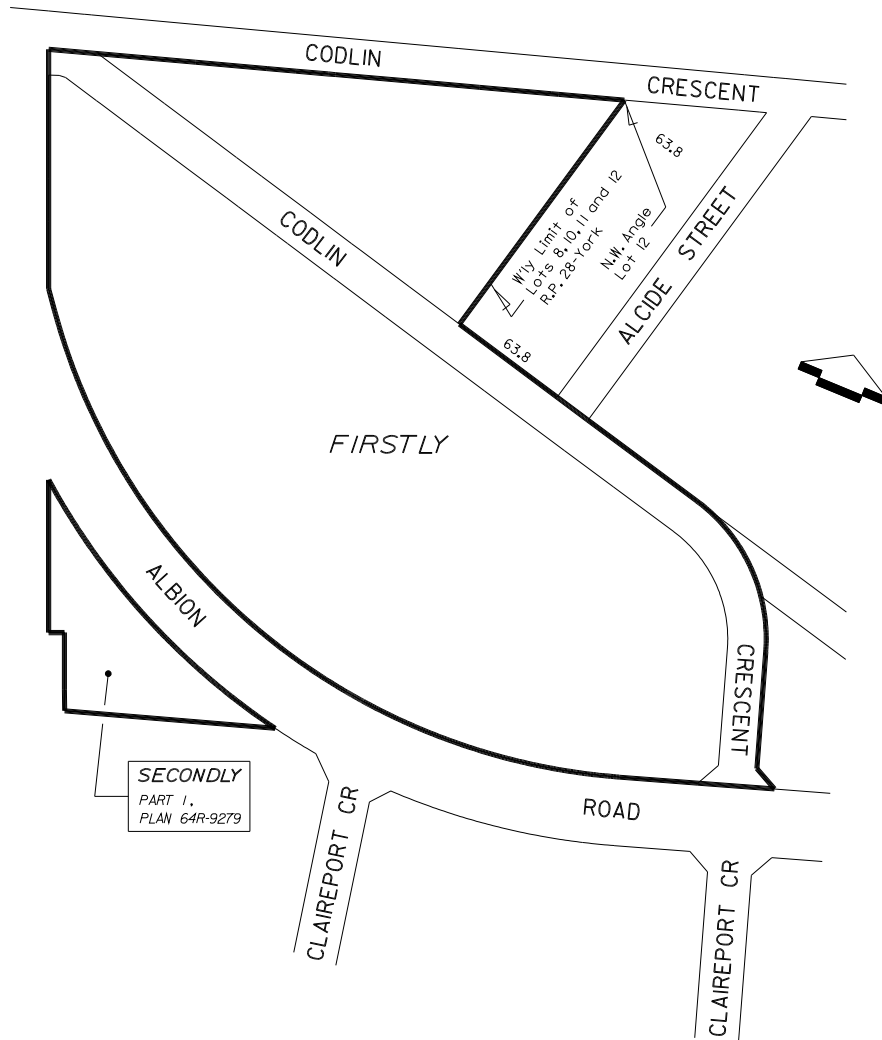 CODLIN
CRESCENT
63.8
W'ly Limit of
Lots 8, 10, 11 and 12
R.P. 28-York
N.W. Angle
Lot 12
ALCIDE STREET
CODLIN
63.8
FIRSTLY
ALBION
CRESCENT
SECONDLY
PART 1,
PLAN 64R-9279
ROAD
CLAIREPORT CR
CLAIREPORT CR